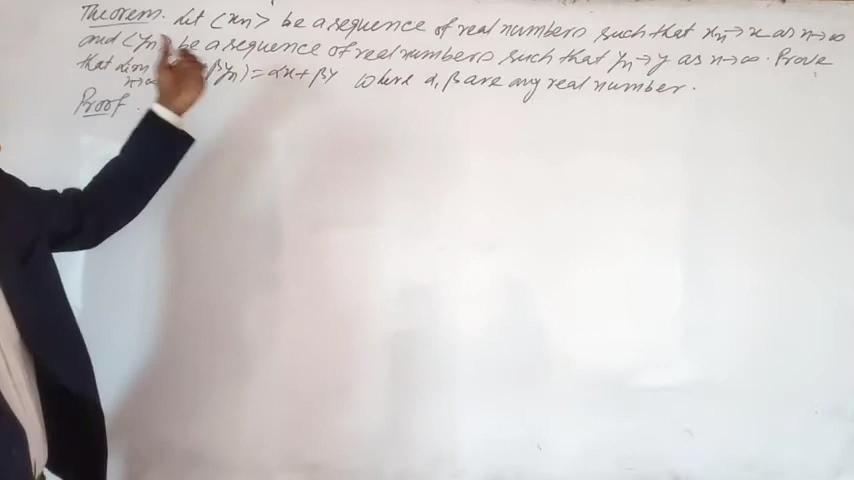 Theorem. Let <xn> be a sequence of real numbers such that xn→x as n→∞
and <yn> be a sequence of real numbers such that yn→y as n→∞. Prove
that lim n→∞ βyn) = αx + βy where α, β are any real number.
Proof.